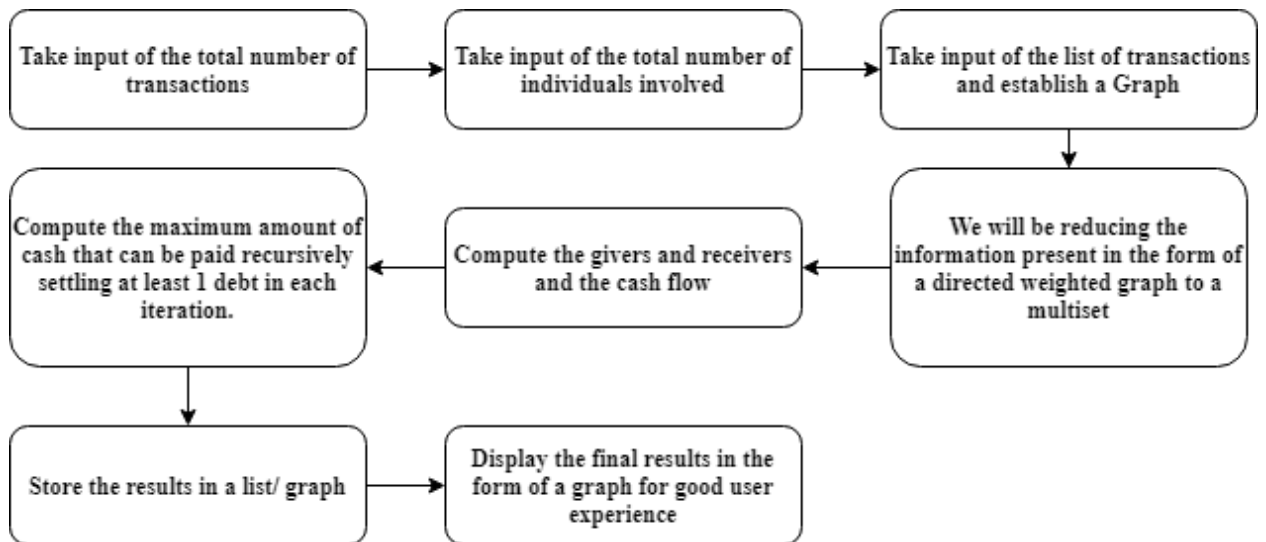 Take input of the total number of
transactions
Take input of the total number of
individuals involved
Take input of the list of transactions
and establish a Graph
We will be reducing the
information present in the form of
a directed weighted graph to a
multiset
Compute the givers and receivers
and the cash flow
Compute the maximum amount of
cash that can be paid recursively
settling at least 1 debt in each
iteration.
Store the results in a list/ graph
Display the final results in the
form of a graph for good user
experience